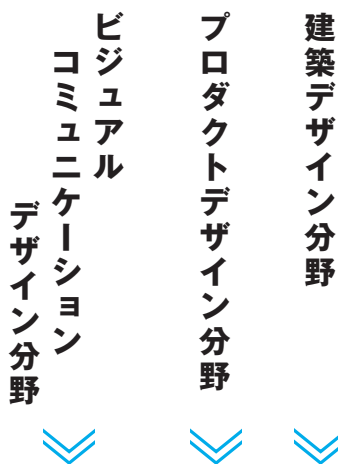 建築デザイン分野
プロダクトデザイン分野
ビジュアル
コミュニケーション
デザイン分野